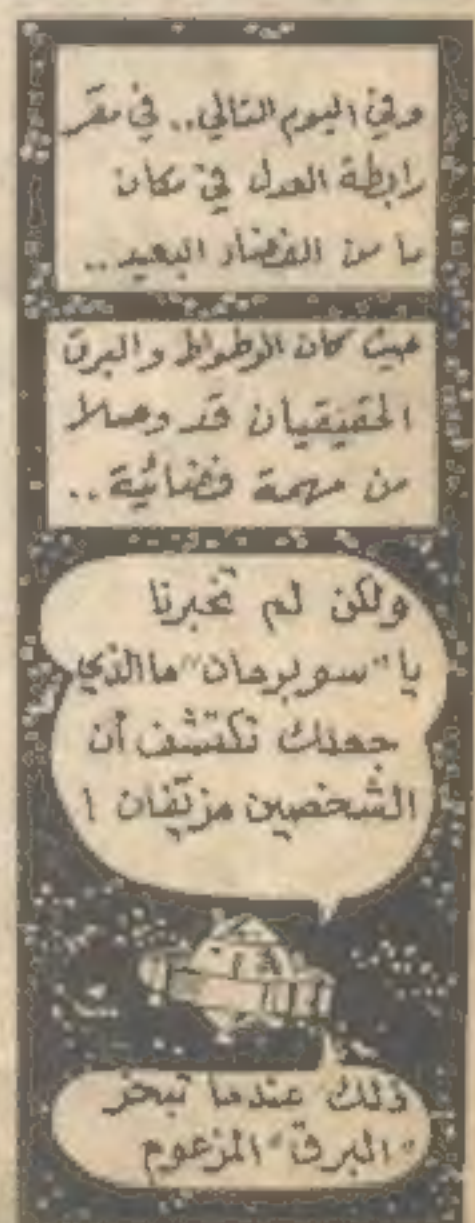 وفي اليوم التالي.. في مقر
رابطة العدل في مكان
ما من الفضاء البعيد..
حيث كان الوطواط والبرق
الحقيقيان قد وصلا
من مهمة فضائية..
ولكن لم تخبرنا
يا "سوبرمان" ما الذي
جعلك تكتشف أن
الشخصين مزيّفان !
ذلك عندما تبخر
"البرق" المزعوم